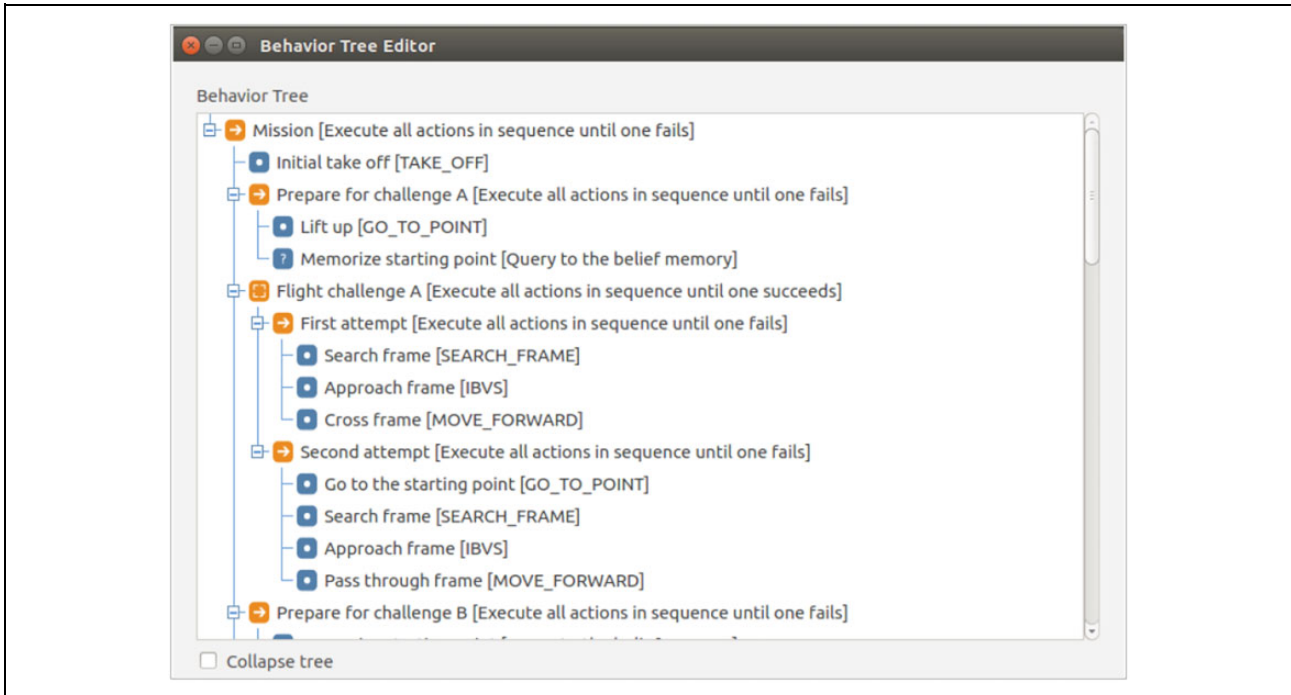 Behavior Tree Editor
Behavior Tree
Mission [Execute all actions in sequence until one fails]
Initial take off [TAKE_OFF]
Prepare for challenge A [Execute all actions in sequence until one fails]
Lift up [GO_TO_POINT]
? Memorize starting point [Query to the belief memory]
Flight challenge A [Execute all actions in sequence until one succeeds]
First attempt [Execute all actions in sequence until one fails]
Search frame [SEARCH_FRAME]
Approach frame [IBVS]
Cross frame [MOVE_FORWARD]
Second attempt [Execute all actions in sequence until one fails]
Go to the starting point [GO_TO_POINT]
Search frame [SEARCH_FRAME]
Approach frame [IBVS]
Pass through frame [MOVE_FORWARD]
Prepare for challenge B [Execute all actions in sequence until one fails]
Collapse tree